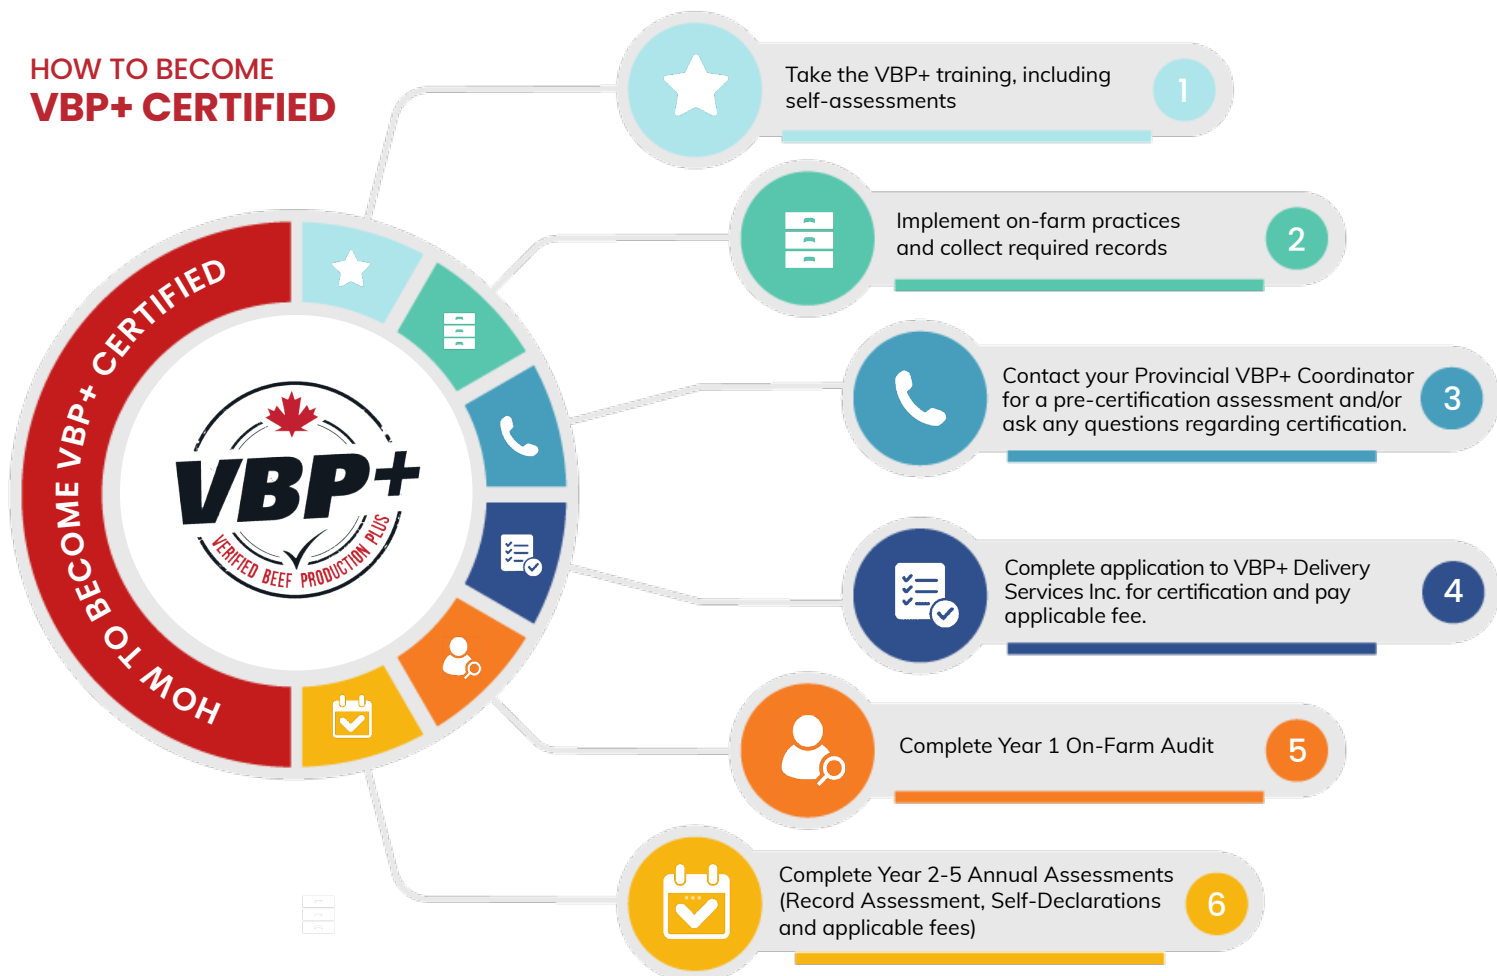 HOW TO BECOME
VBP+ CERTIFIED
HOW TO BECOME VBP+ CERTIFIED
VBP+
VERIFIED BEEF PRODUCTION PLUS
Take the VBP+ training, including
self-assessments
1
Implement on-farm practices
and collect required records
2
Contact your Provincial VBP+ Coordinator
for a pre-certification assessment and/or
ask any questions regarding certification.
3
Complete application to VBP+ Delivery
Services Inc. for certification and pay
applicable fee.
4
Complete Year 1 On-Farm Audit
5
Complete Year 2-5 Annual Assessments
(Record Assessment, Self-Declarations
and applicable fees)
6